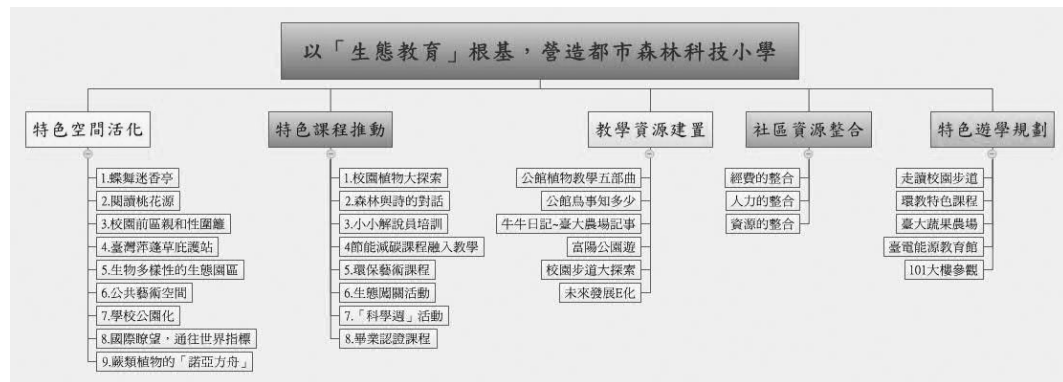 以「生態教育」根基，營造都市森林科技小學
特色空間活化
1.蝶舞迷香亭
2.閱讀桃花源
3.校園前區親和性圍籬
4.臺灣萍蓬草庇護站
5.生物多樣性的生態園區
6.公共藝術空間
7.學校公園化
8.國際瞭望，通往世界指標
9.蕨類植物的「諾亞方舟」
特色課程推動
1.校園植物大探索
2.森林與詩的對話
3.小小解說員培訓
4節能減碳課程融入教學
5.環保藝術課程
6.生態闖關活動
7.「科學週」活動
8.畢業認證課程
教學資源建置
公館植物教學五部曲
公館鳥事知多少
牛牛日記~臺大農場記事
富陽公園遊
校園步道大探索
未來發展E化
社區資源整合
經費的整合
人力的整合
資源的整合
特色遊學規劃
走讀校園步道
環教特色課程
臺大蔬果農場
臺電能源教育館
101大樓參觀